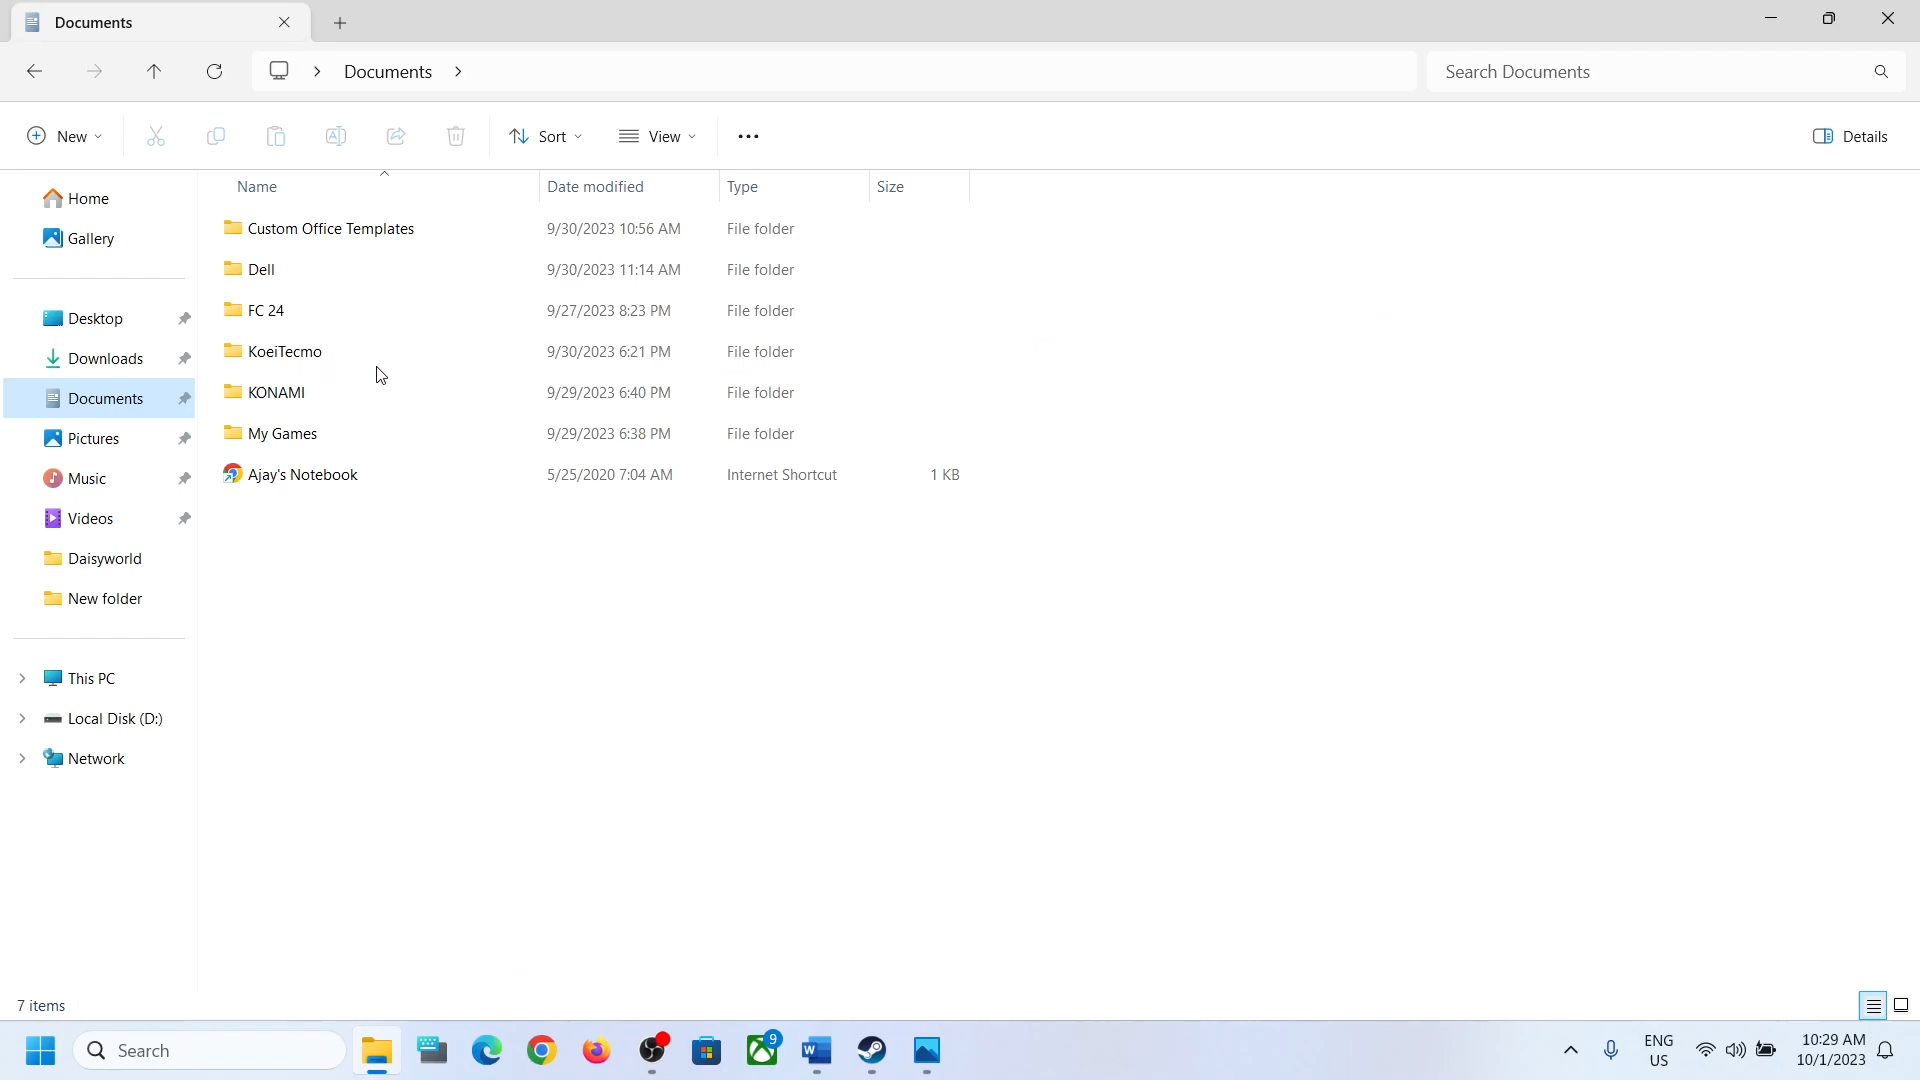 Documents
Documents
Search Documents
New
Sort
View
Details
Name
Date modified
Type
Size
Custom Office Templates 9/30/2023 10:56 AM File folder
Dell 9/30/2023 11:14 AM File folder
FC 24 9/27/2023 8:23 PM File folder
KoeiTecmo 9/30/2023 6:21 PM File folder
KONAMI 9/29/2023 6:40 PM File folder
My Games 9/29/2023 6:38 PM File folder
Ajay's Notebook 5/25/2020 7:04 AM Internet Shortcut 1 KB
Home
Gallery
Desktop
Downloads
Documents
Pictures
Music
Videos
Daisyworld
New folder
This PC
Local Disk (D:)
Network
7 items
Search
9
ENG
US
10:29 AM
10/1/2023